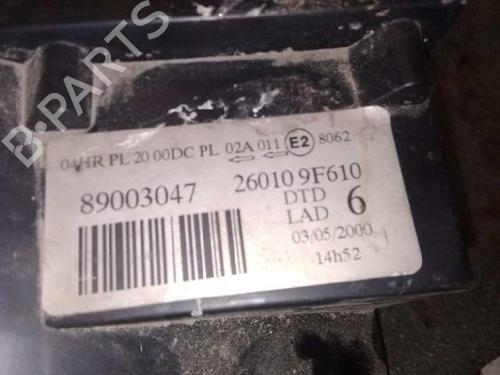 B-PARTS
04HR PL 20 00DC PL 02A 011 E2 8062
89003047 26010 9F610
DTD
LAD 6
03/05/2000
14h52